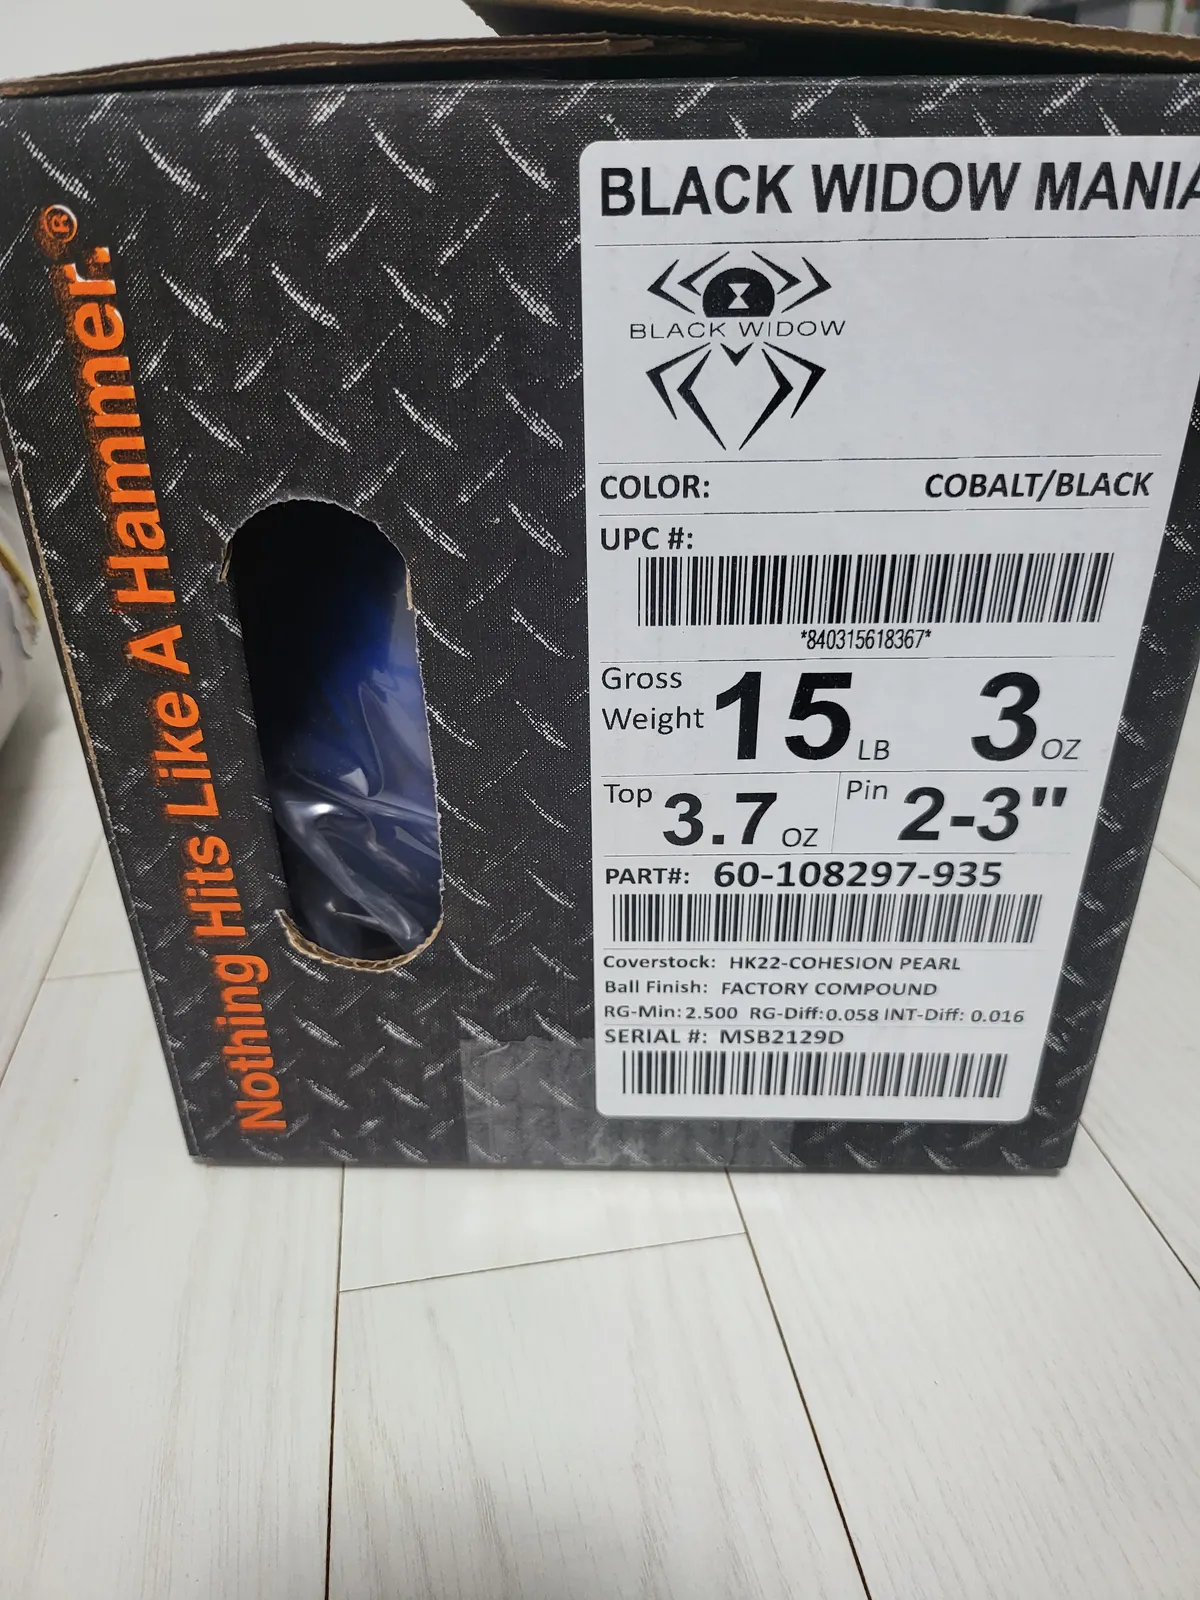 Nothing Hits Like A Hammer.®
BLACK WIDOW MANIA
BLACK WIDOW
COLOR: COBALT/BLACK
UPC #:
*840315618367*
Gross Weight 15 LB 3 OZ
Top 3.7 OZ Pin 2-3"
PART#: 60-108297-935
Coverstock: HK22-COHESION PEARL
Ball Finish: FACTORY COMPOUND
RG-Min: 2.500 RG-Diff: 0.058 INT-Diff: 0.016
SERIAL #: MSB2129D